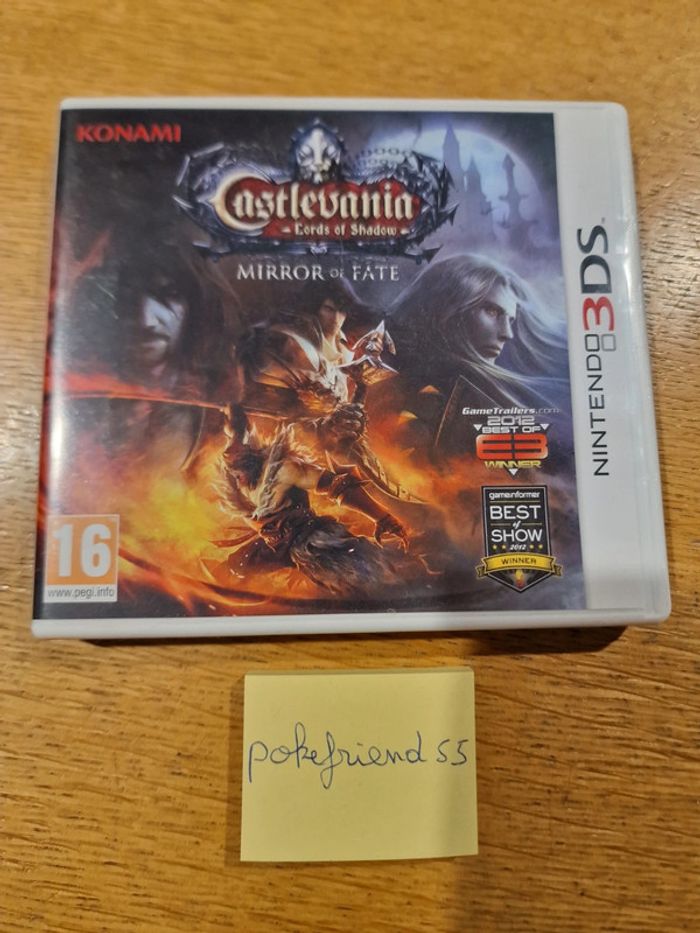 KONAMI
Castlevania
Lords of Shadow
MIRROR OF FATE
NINTENDO 3DS
GameTrailers.com
2012
BEST OF
E3
WINNER
gameinformer
BEST
of
SHOW
2012
WINNER
16
www.pegi.info
pokefriend55